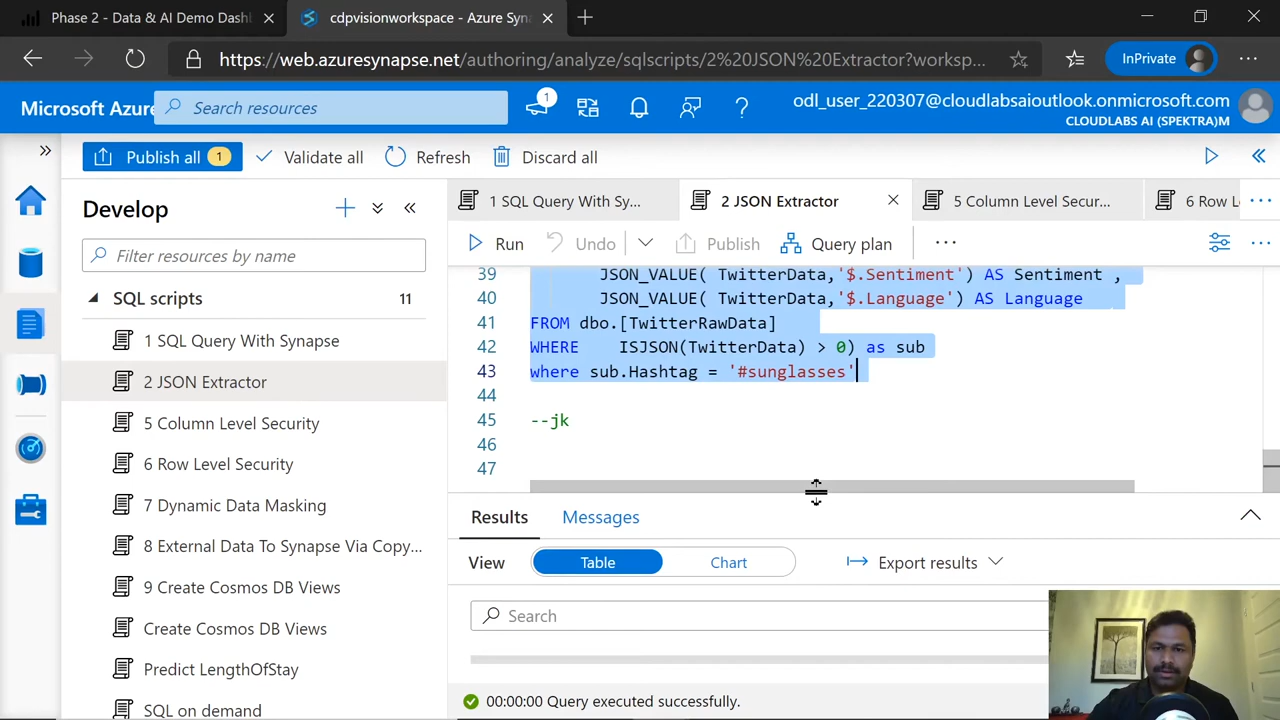 Phase 2 - Data & AI Demo Dash
cdpvisionworkspace - Azure Syna
https://web.azuresynapse.net/authoring/analyze/sqlscripts/2%20JSON%20Extractor?worksp...
InPrivate
Microsoft Azure
Search resources
1
odl_user_220307@cloudlabsaioutlook.onmicrosoft.com
CLOUDLABS AI (SPEKTRA)M
Publish all 1
Validate all
Refresh
Discard all
Develop
Filter resources by name
SQL scripts 11
1 SQL Query With Synapse
2 JSON Extractor
5 Column Level Security
6 Row Level Security
7 Dynamic Data Masking
8 External Data To Synapse Via Copy...
9 Create Cosmos DB Views
Create Cosmos DB Views
Predict LengthOfStay
SQL on demand
1 SQL Query With Sy...
2 JSON Extractor
5 Column Level Secur...
6 Row L
Run
Undo
Publish
Query plan
39 JSON_VALUE( TwitterData,'$.Sentiment') AS Sentiment ,
40 JSON_VALUE( TwitterData,'$.Language') AS Language
41 FROM dbo.[TwitterRawData]
42 WHERE ISJSON(TwitterData) > 0) as sub
43 where sub.Hashtag = '#sunglasses'
44
45 --jk
46
47
Results
Messages
View
Table
Chart
Export results
Search
00:00:00 Query executed successfully.